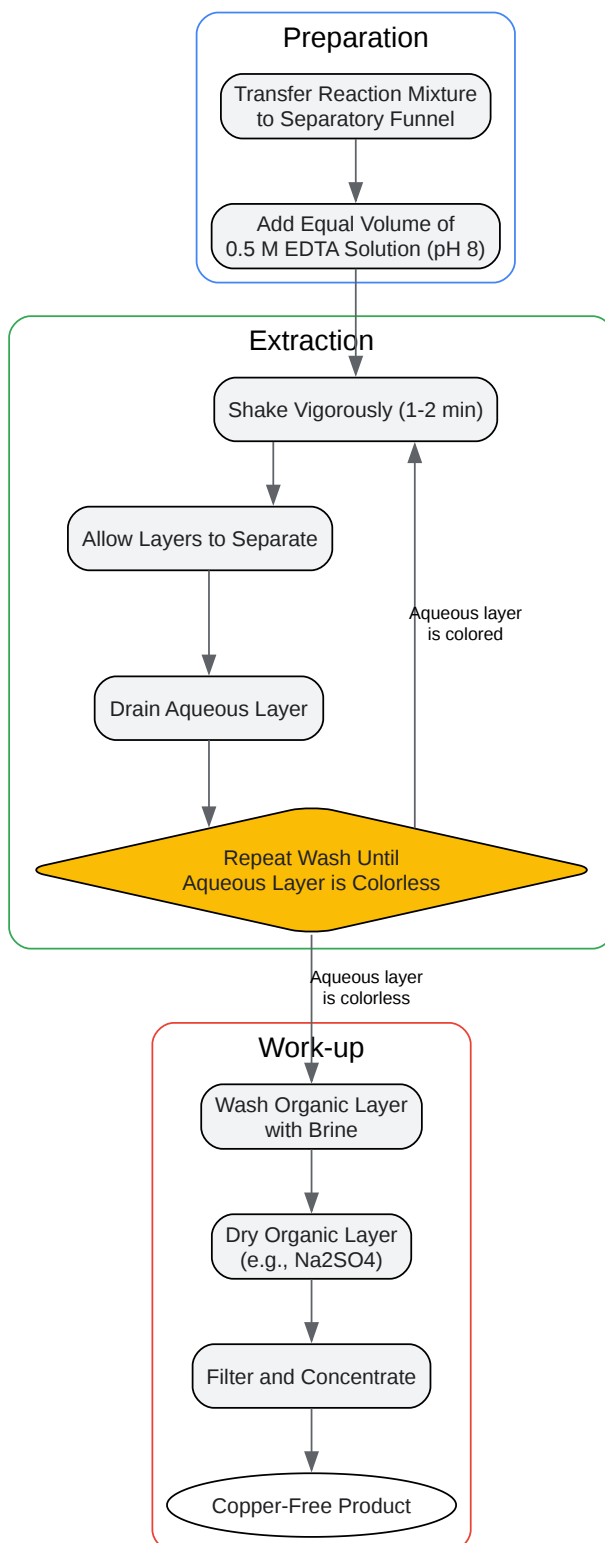 Preparation
Transfer Reaction Mixture
to Separatory Funnel
Add Equal Volume of
0.5 M EDTA Solution (pH 8)
Extraction
Shake Vigorously (1-2 min)
Allow Layers to Separate
Aqueous layer
is colored
Drain Aqueous Layer
Repeat Wash Until
Aqueous Layer is Colorless
Aqueous layer
is colorless
Work-up
Wash Organic Layer
with Brine
Dry Organic Layer
(e.g., Na2SO4)
Filter and Concentrate
Copper-Free Product